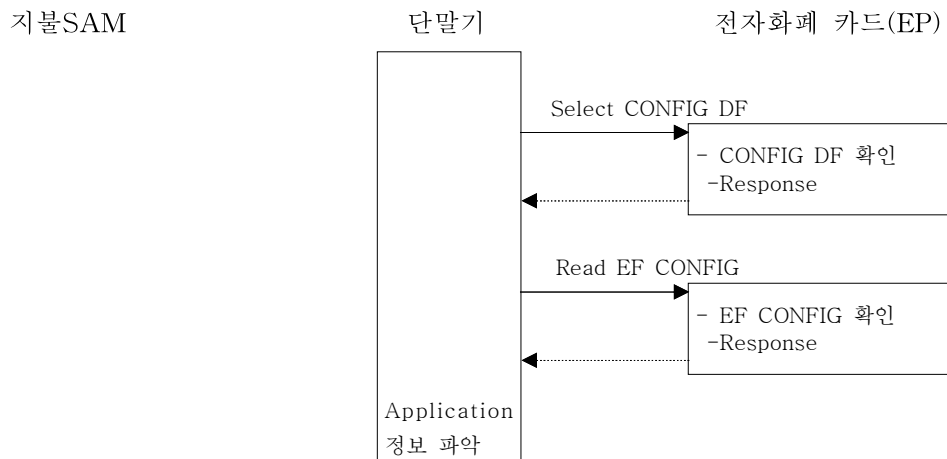 지불SAM 단말기 전자화폐 카드(EP)
Select CONFIG DF
- CONFIG DF 확인
-Response
Read EF CONFIG
- EF CONFIG 확인
-Response
Application
정보 파악